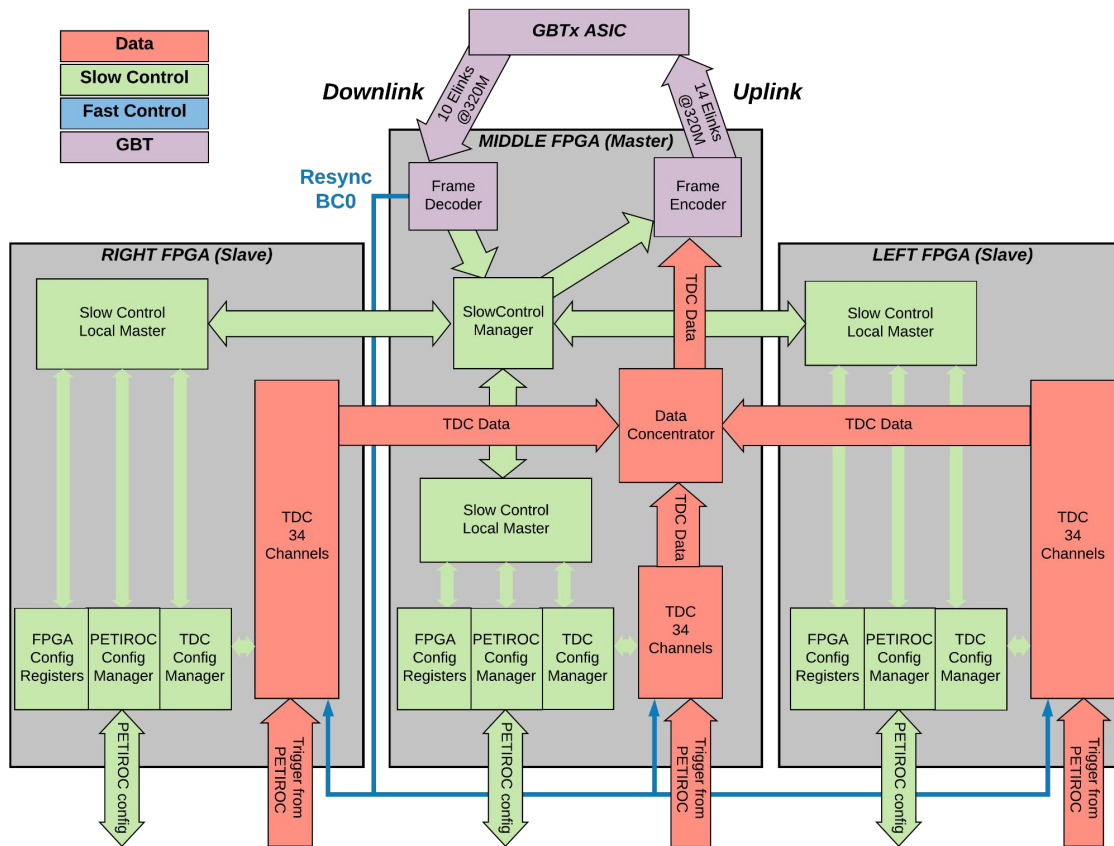 Data
Slow Control
Fast Control
GBT
GBTx ASIC
Downlink
10 Elinks
@320M
14 Elinks
@320M
Uplink
MIDDLE FPGA (Master)
Resync
BC0
Frame
Decoder
Frame
Encoder
RIGHT FPGA (Slave)
LEFT FPGA (Slave)
Slow Control
Local Master
SlowControl
Manager
TDC Data
Slow Control
Local Master
TDC Data
Data
Concentrator
TDC Data
TDC
34
Channels
Slow Control
Local Master
TDC Data
TDC
34
Channels
TDC
34
Channels
FPGA
Config
Registers
PETIROC
Config
Manager
TDC
Config
Manager
FPGA
Config
Registers
PETIROC
Config
Manager
TDC
Config
Manager
FPGA
Config
Registers
PETIROC
Config
Manager
TDC
Config
Manager
PETIROC config
Trigger from
PETIROC
PETIROC config
Trigger from
PETIROC
PETIROC config
Trigger from
PETIROC